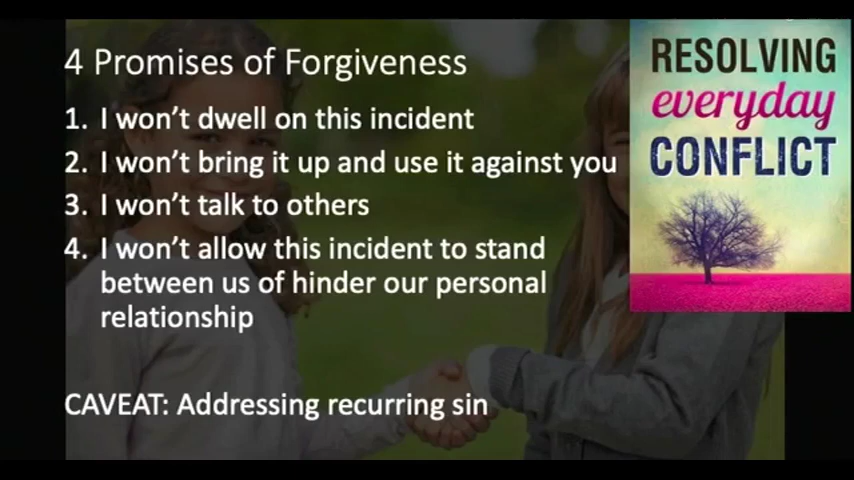 4 Promises of Forgiveness
1. I won't dwell on this incident
2. I won't bring it up and use it against you
3. I won't talk to others
4. I won't allow this incident to stand
between us of hinder our personal
relationship
CAVEAT: Addressing recurring sin
RESOLVING
everyday
CONFLICT